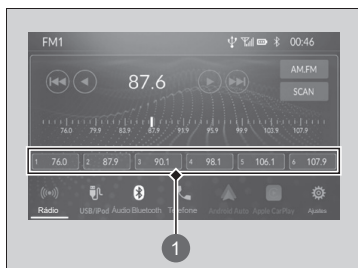 FM1 00:46
87.6
AM,FM
SCAN
76.0 79.9 83.9 87.9 91.9 95.9 99.9 103.9 107.9
1 76.0 2 87.9 3 90.1 4 98.1 5 106.1 6 107.9
Rádio USB/iPod Áudio Bluetooth Telefone Android Auto Apple CarPlay Ajustes
1